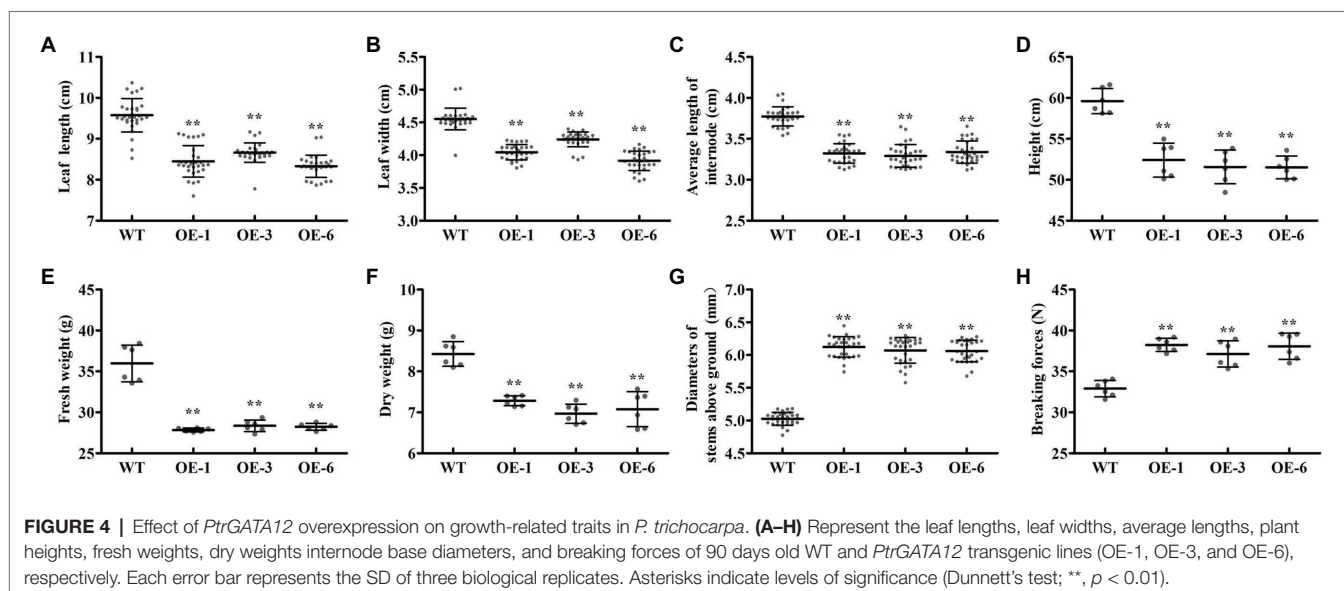 A
Leaf length (cm)
11
10
9
8
7
**
**
**
WT OE-1 OE-3 OE-6
B
Leaf width (cm)
5.5
5.0
4.5
4.0
3.5
3.0
**
**
**
WT OE-1 OE-3 OE-6
C
Average length of
internode (cm)
4.5
4.0
3.5
3.0
2.5
**
**
**
WT OE-1 OE-3 OE-6
D
Height (cm)
65
60
55
50
45
**
**
**
WT OE-1 OE-3 OE-6
E
Fresh weight (g)
45
40
35
30
25
**
**
**
WT OE-1 OE-3 OE-6
F
Dry weight (g)
10
9
8
7
6
**
**
**
WT OE-1 OE-3 OE-6
G
Diameters of
stems above ground (mm)
7.0
6.5
6.0
5.5
5.0
4.5
**
**
**
WT OE-1 OE-3 OE-6
H
Breaking forces (N)
45
40
35
30
25
**
**
**
WT OE-1 OE-3 OE-6
FIGURE 4 | Effect of PtrGATA12 overexpression on growth-related traits in P. trichocarpa. (A–H) Represent the leaf lengths, leaf widths, average lengths, plant
heights, fresh weights, dry weights internode base diameters, and breaking forces of 90 days old WT and PtrGATA12 transgenic lines (OE-1, OE-3, and OE-6),
respectively. Each error bar represents the SD of three biological replicates. Asterisks indicate levels of significance (Dunnett's test; **, p < 0.01).